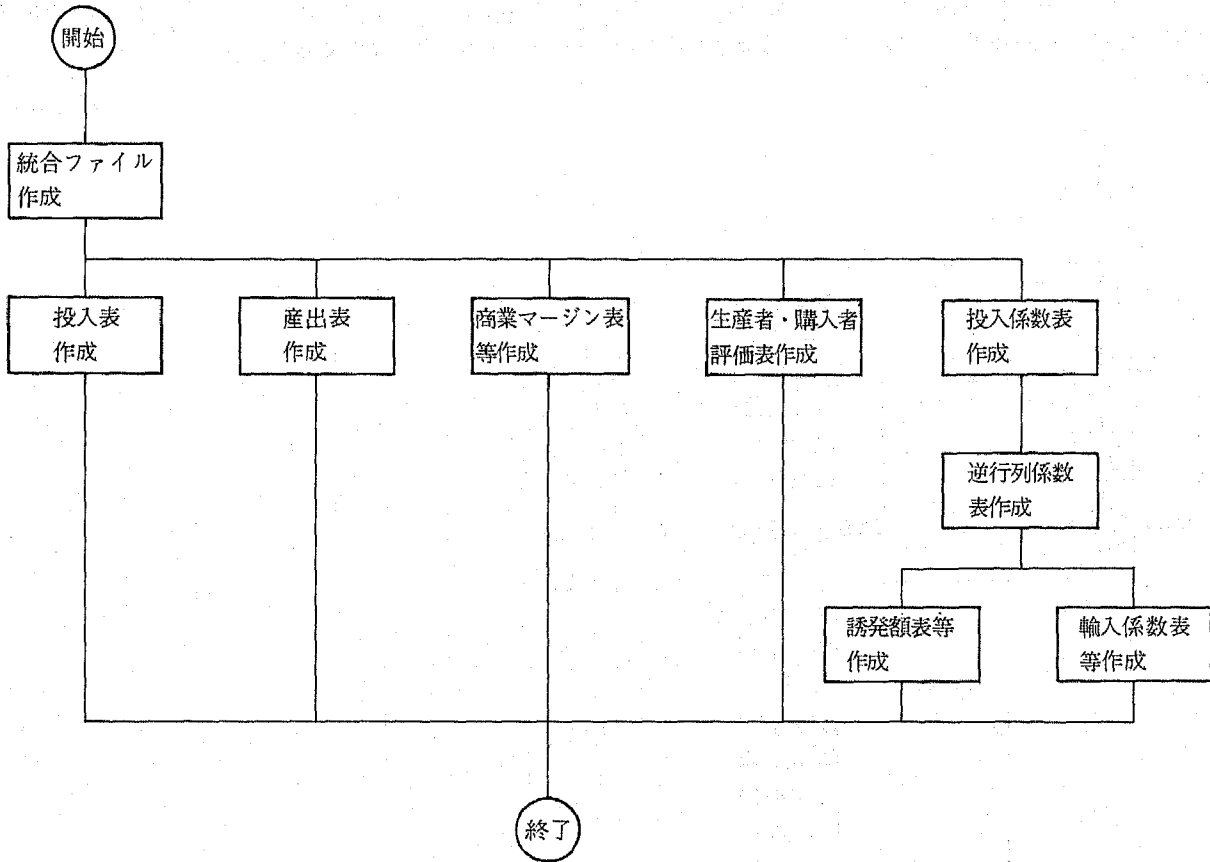 開始
統合ファイル
作成
投入表
作成
産出表
作成
商業マージン表
等作成
生産者・購入者
評価表作成
投入係数表
作成
逆行列係数
表作成
誘発額表等
作成
輸入係数表
等作成
終了